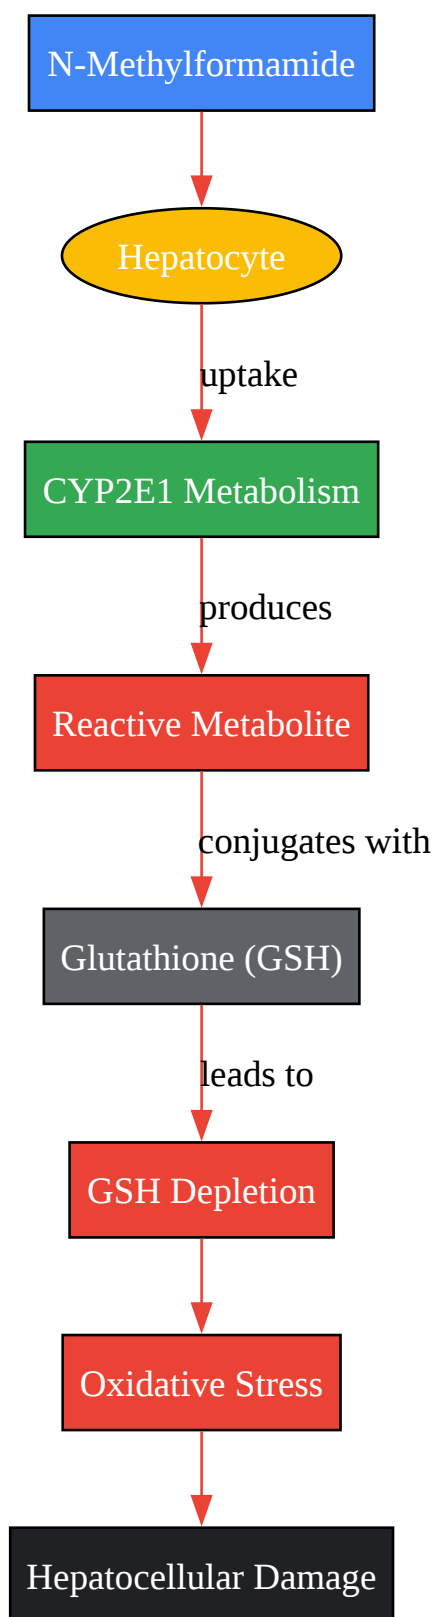 N-Methylformamide
Hepatocyte
uptake
CYP2E1 Metabolism
produces
Reactive Metabolite
conjugates with
Glutathione (GSH)
leads to
GSH Depletion
Oxidative Stress
Hepatocellular Damage